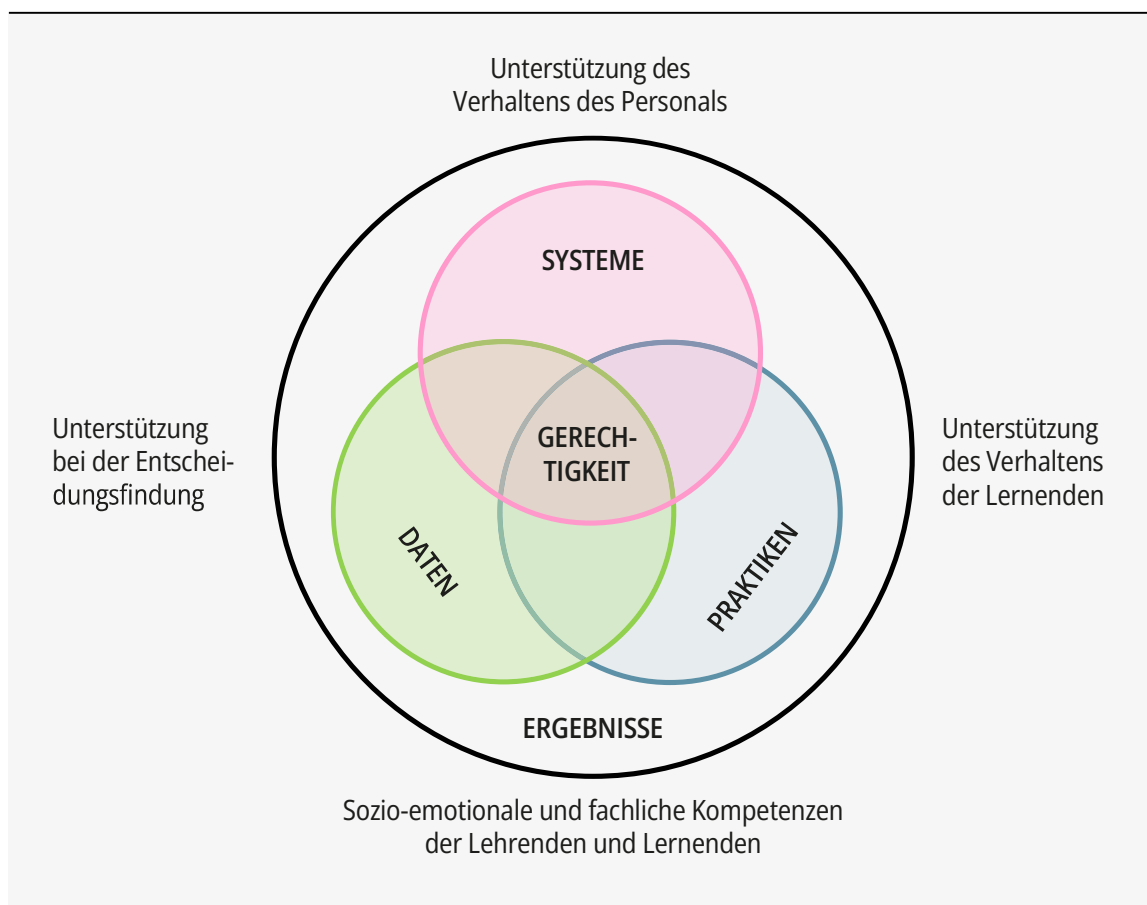 Unterstützung des
Verhaltens des Personals
SYSTEME
Unterstützung
bei der Entschei-
dungsfindung
GERECH-
TIGKEIT
Unterstützung
des Verhaltens
der Lernenden
DATEN
PRAKTIKEN
ERGEBNISSE
Sozio-emotionale und fachliche Kompetenzen
der Lehrenden und Lernenden